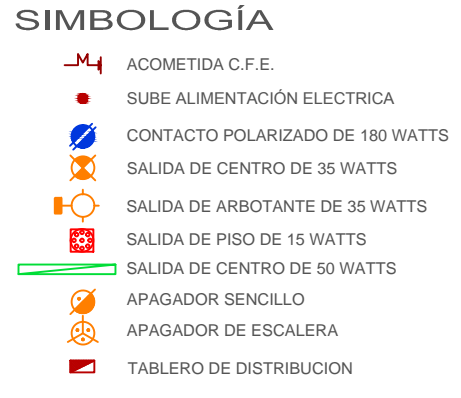 SIMBOLOGÍA
M ACOMETIDA C.F.E.
SUBE ALIMENTACIÓN ELECTRICA
CONTACTO POLARIZADO DE 180 WATTS
SALIDA DE CENTRO DE 35 WATTS
SALIDA DE ARBOTANTE DE 35 WATTS
SALIDA DE PISO DE 15 WATTS
SALIDA DE CENTRO DE 50 WATTS
APAGADOR SENCILLO
APAGADOR DE ESCALERA
TABLERO DE DISTRIBUCION